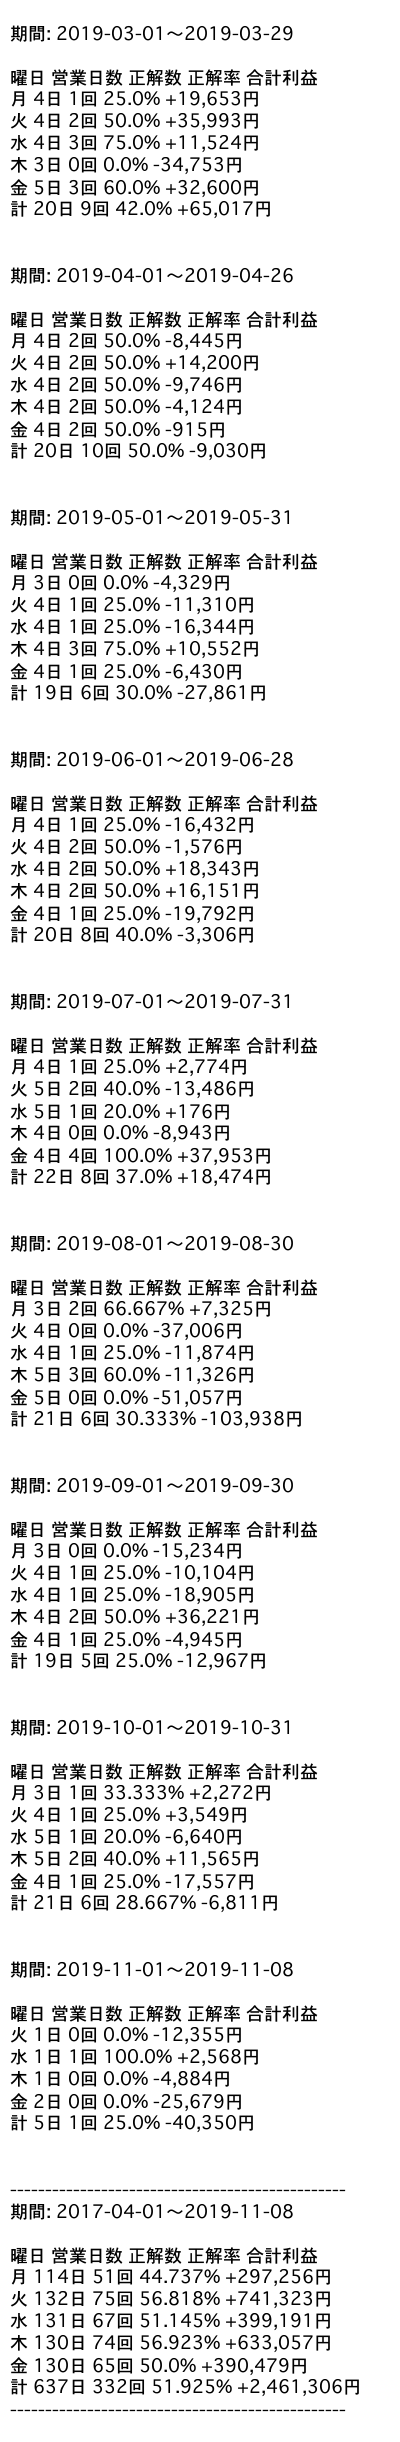 期間: 2019-03-01〜2019-03-29
曜日 営業日数 正解数 正解率 合計利益
月 4日 1回 25.0% +19,653円
火 4日 2回 50.0% +35,993円
水 4日 3回 75.0% +11,524円
木 3日 0回 0.0% -34,753円
金 5日 3回 60.0% +32,600円
計 20日 9回 42.0% +65,017円
期間: 2019-04-01〜2019-04-26
曜日 営業日数 正解数 正解率 合計利益
月 4日 2回 50.0% -8,445円
火 4日 2回 50.0% +14,200円
水 4日 2回 50.0% -9,746円
木 4日 2回 50.0% -4,124円
金 4日 2回 50.0% -915円
計 20日 10回 50.0% -9,030円
期間: 2019-05-01〜2019-05-31
曜日 営業日数 正解数 正解率 合計利益
月 3日 0回 0.0% -4,329円
火 4日 1回 25.0% -11,310円
水 4日 1回 25.0% -16,344円
木 4日 3回 75.0% +10,552円
金 4日 1回 25.0% -6,430円
計 19日 6回 30.0% -27,861円
期間: 2019-06-01〜2019-06-28
曜日 営業日数 正解数 正解率 合計利益
月 4日 1回 25.0% -16,432円
火 4日 2回 50.0% -1,576円
水 4日 2回 50.0% +18,343円
木 4日 2回 50.0% +16,151円
金 4日 1回 25.0% -19,792円
計 20日 8回 40.0% -3,306円
期間: 2019-07-01〜2019-07-31
曜日 営業日数 正解数 正解率 合計利益
月 4日 1回 25.0% +2,774円
火 5日 2回 40.0% -13,486円
水 5日 1回 20.0% +176円
木 4日 0回 0.0% -8,943円
金 4日 4回 100.0% +37,953円
計 22日 8回 37.0% +18,474円
期間: 2019-08-01〜2019-08-30
曜日 営業日数 正解数 正解率 合計利益
月 3日 2回 66.667% +7,325円
火 4日 0回 0.0% -37,006円
水 4日 1回 25.0% -11,874円
木 5日 3回 60.0% -11,326円
金 5日 0回 0.0% -51,057円
計 21日 6回 30.333% -103,938円
期間: 2019-09-01〜2019-09-30
曜日 営業日数 正解数 正解率 合計利益
月 3日 0回 0.0% -15,234円
火 4日 1回 25.0% -10,104円
水 4日 1回 25.0% -18,905円
木 4日 2回 50.0% +36,221円
金 4日 1回 25.0% -4,945円
計 19日 5回 25.0% -12,967円
期間: 2019-10-01〜2019-10-31
曜日 営業日数 正解数 正解率 合計利益
月 3日 1回 33.333% +2,272円
火 4日 1回 25.0% +3,549円
水 5日 1回 20.0% -6,640円
木 5日 2回 40.0% +11,565円
金 4日 1回 25.0% -17,557円
計 21日 6回 28.667% -6,811円
期間: 2019-11-01〜2019-11-08
曜日 営業日数 正解数 正解率 合計利益
火 1日 0回 0.0% -12,355円
水 1日 1回 100.0% +2,568円
木 1日 0回 0.0% -4,884円
金 2日 0回 0.0% -25,679円
計 5日 1回 25.0% -40,350円
------------------------------------------------
期間: 2017-04-01〜2019-11-08
曜日 営業日数 正解数 正解率 合計利益
月 114日 51回 44.737% +297,256円
火 132日 75回 56.818% +741,323円
水 131日 67回 51.145% +399,191円
木 130日 74回 56.923% +633,057円
金 130日 65回 50.0% +390,479円
計 637日 332回 51.925% +2,461,306円
------------------------------------------------